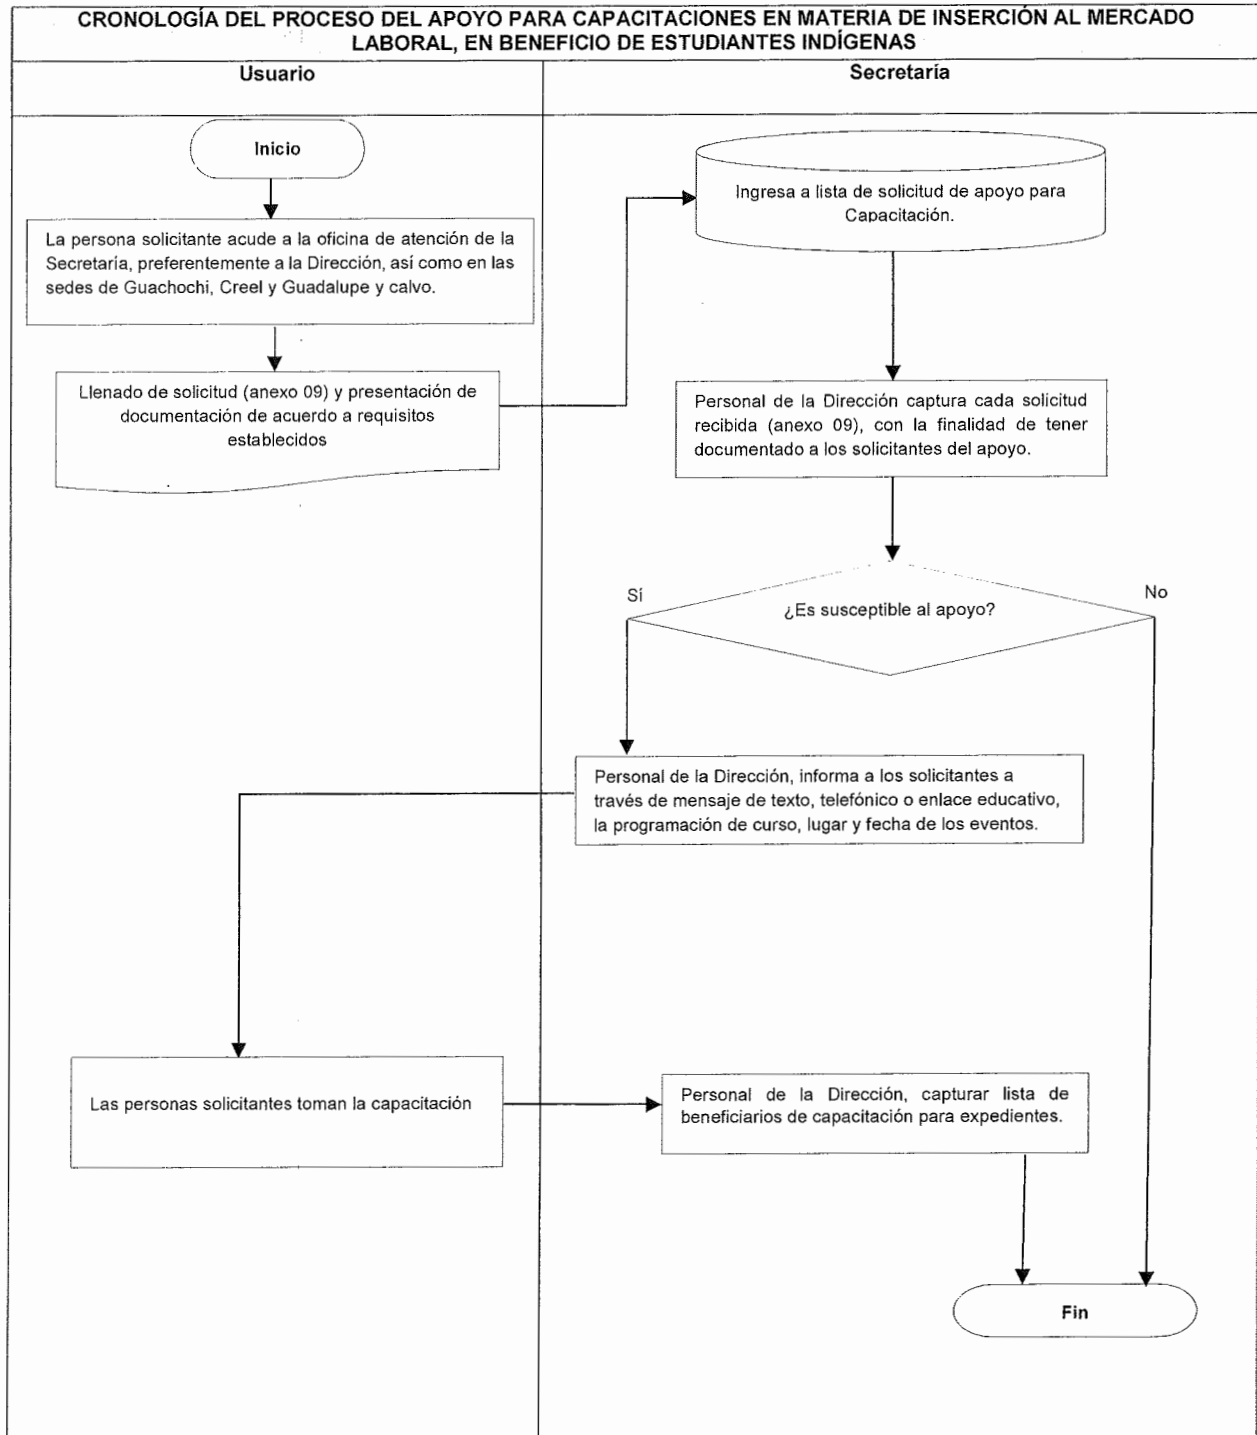 CRONOLOGÍA DEL PROCESO DEL APOYO PARA CAPACITACIONES EN MATERIA DE INSERCIÓN AL MERCADO
LABORAL, EN BENEFICIO DE ESTUDIANTES INDÍGENAS
Usuario
Secretaría
Inicio
Ingresa a lista de solicitud de apoyo para
Capacitación.
La persona solicitante acude a la oficina de atención de la
Secretaría, preferentemente a la Dirección, así como en las
sedes de Guachochi, Creel y Guadalupe y calvo.
Llenado de solicitud (anexo 09) y presentación de
documentación de acuerdo a requisitos
establecidos
Personal de la Dirección captura cada solicitud
recibida (anexo 09), con la finalidad de tener
documentado a los solicitantes del apoyo.
Sí
¿Es susceptible al apoyo?
No
Personal de la Dirección, informa a los solicitantes a
través de mensaje de texto, telefónico o enlace educativo,
la programación de curso, lugar y fecha de los eventos.
Las personas solicitantes toman la capacitación
Personal de la Dirección, capturar lista de
beneficiarios de capacitación para expedientes.
Fin